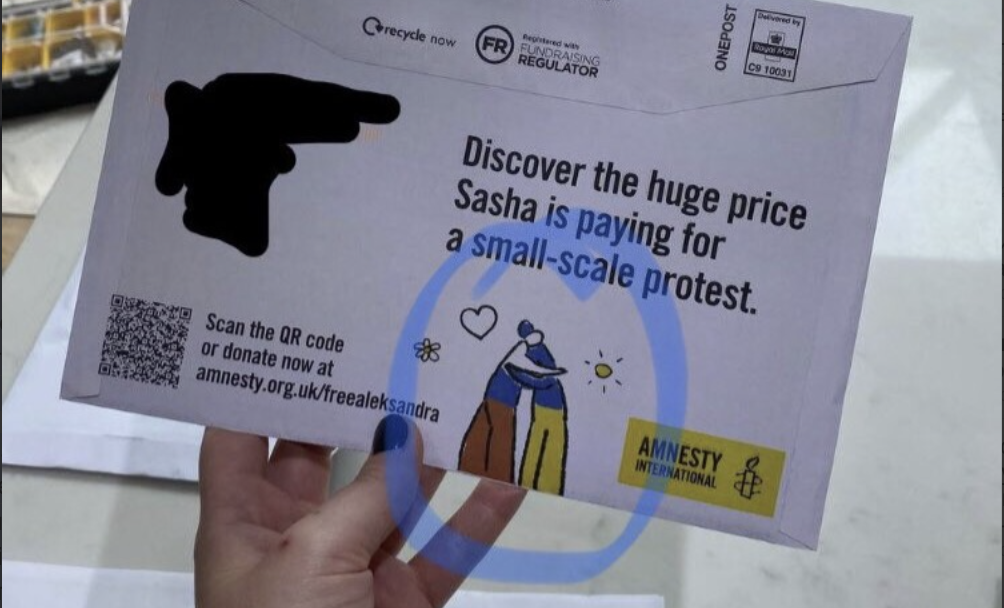 recycle now
FR
Registered with
FUNDRAISING
REGULATOR
ONEPOST
Delivered by
Royal Mail
C9 10031
Discover the huge price
Sasha is paying for
a small-scale protest.
Scan the QR code
or donate now at
amnesty.org.uk/freealeksandra
AMNESTY
INTERNATIONAL